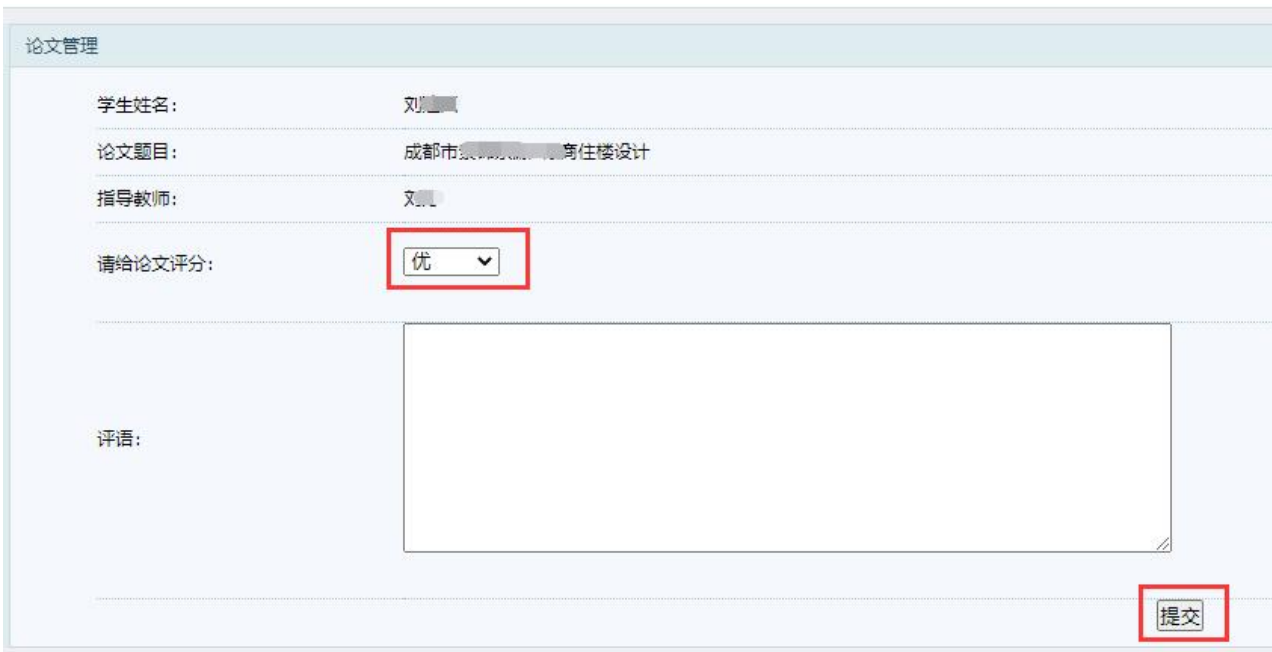 论文管理
学生姓名: 刘
论文题目: 成都市商住楼设计
指导教师: 刘
请给论文评分: 优
评语:
提交